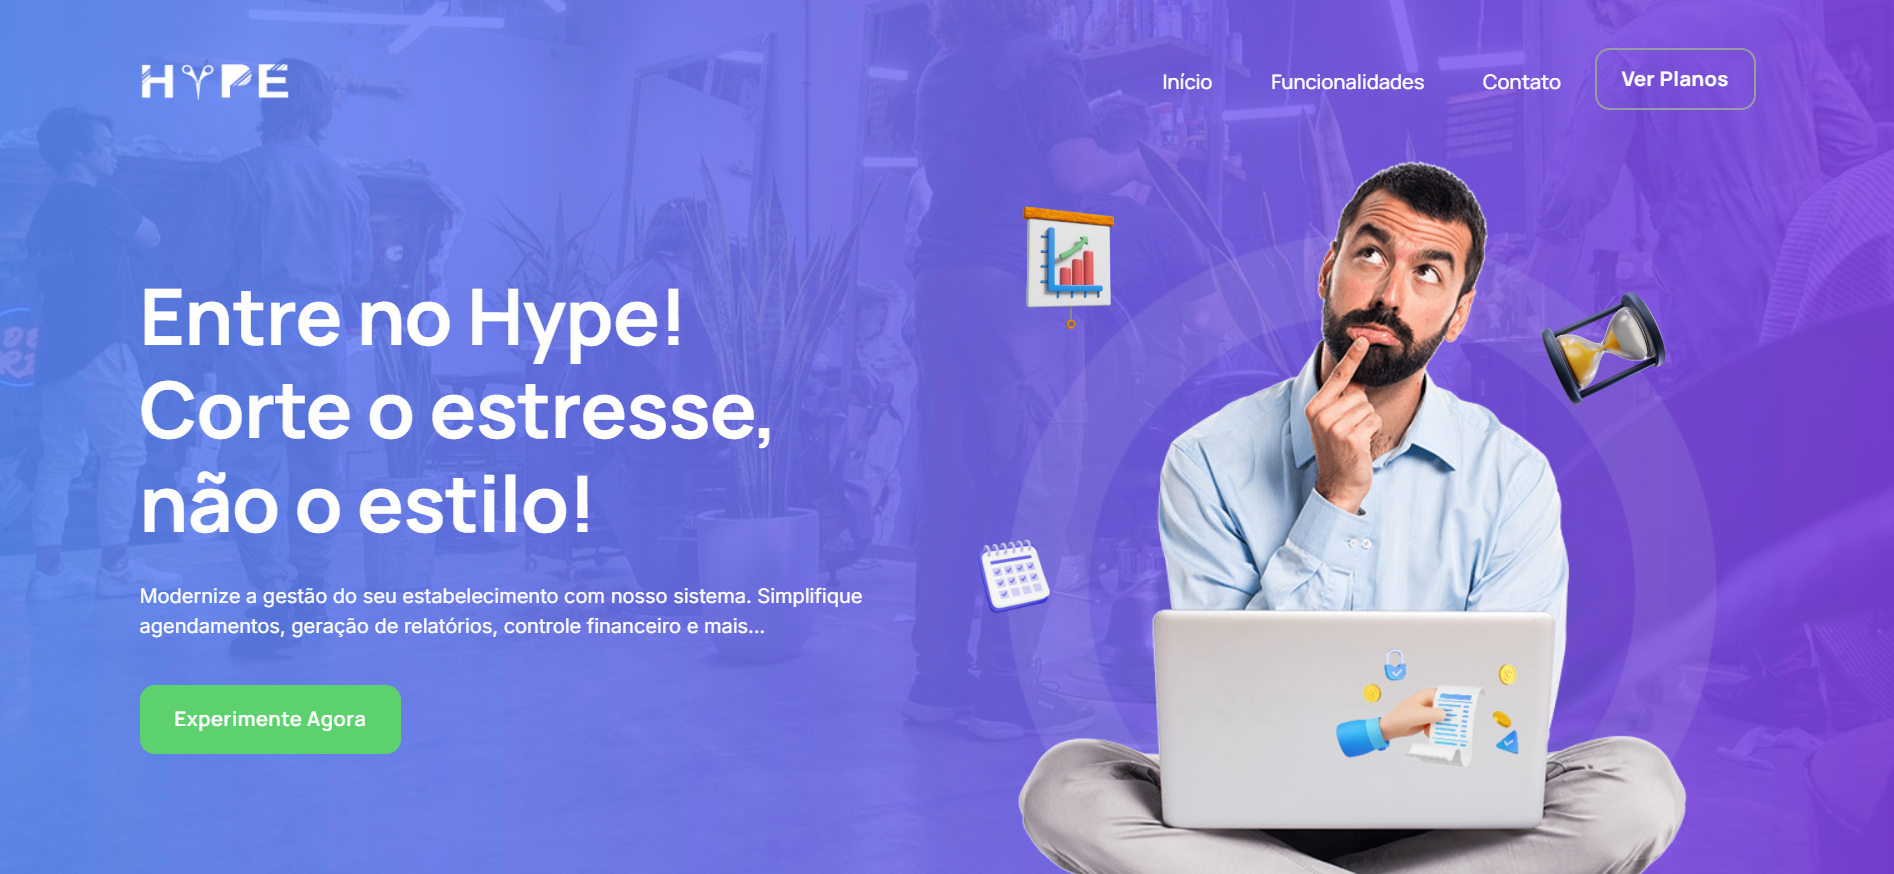 HYPE
Início
Funcionalidades
Contato
Ver Planos
Entre no Hype!
Corte o estresse,
não o estilo!
Modernize a gestão do seu estabelecimento com nosso sistema. Simplifique
agendamentos, geração de relatórios, controle financeiro e mais...
Experimente Agora